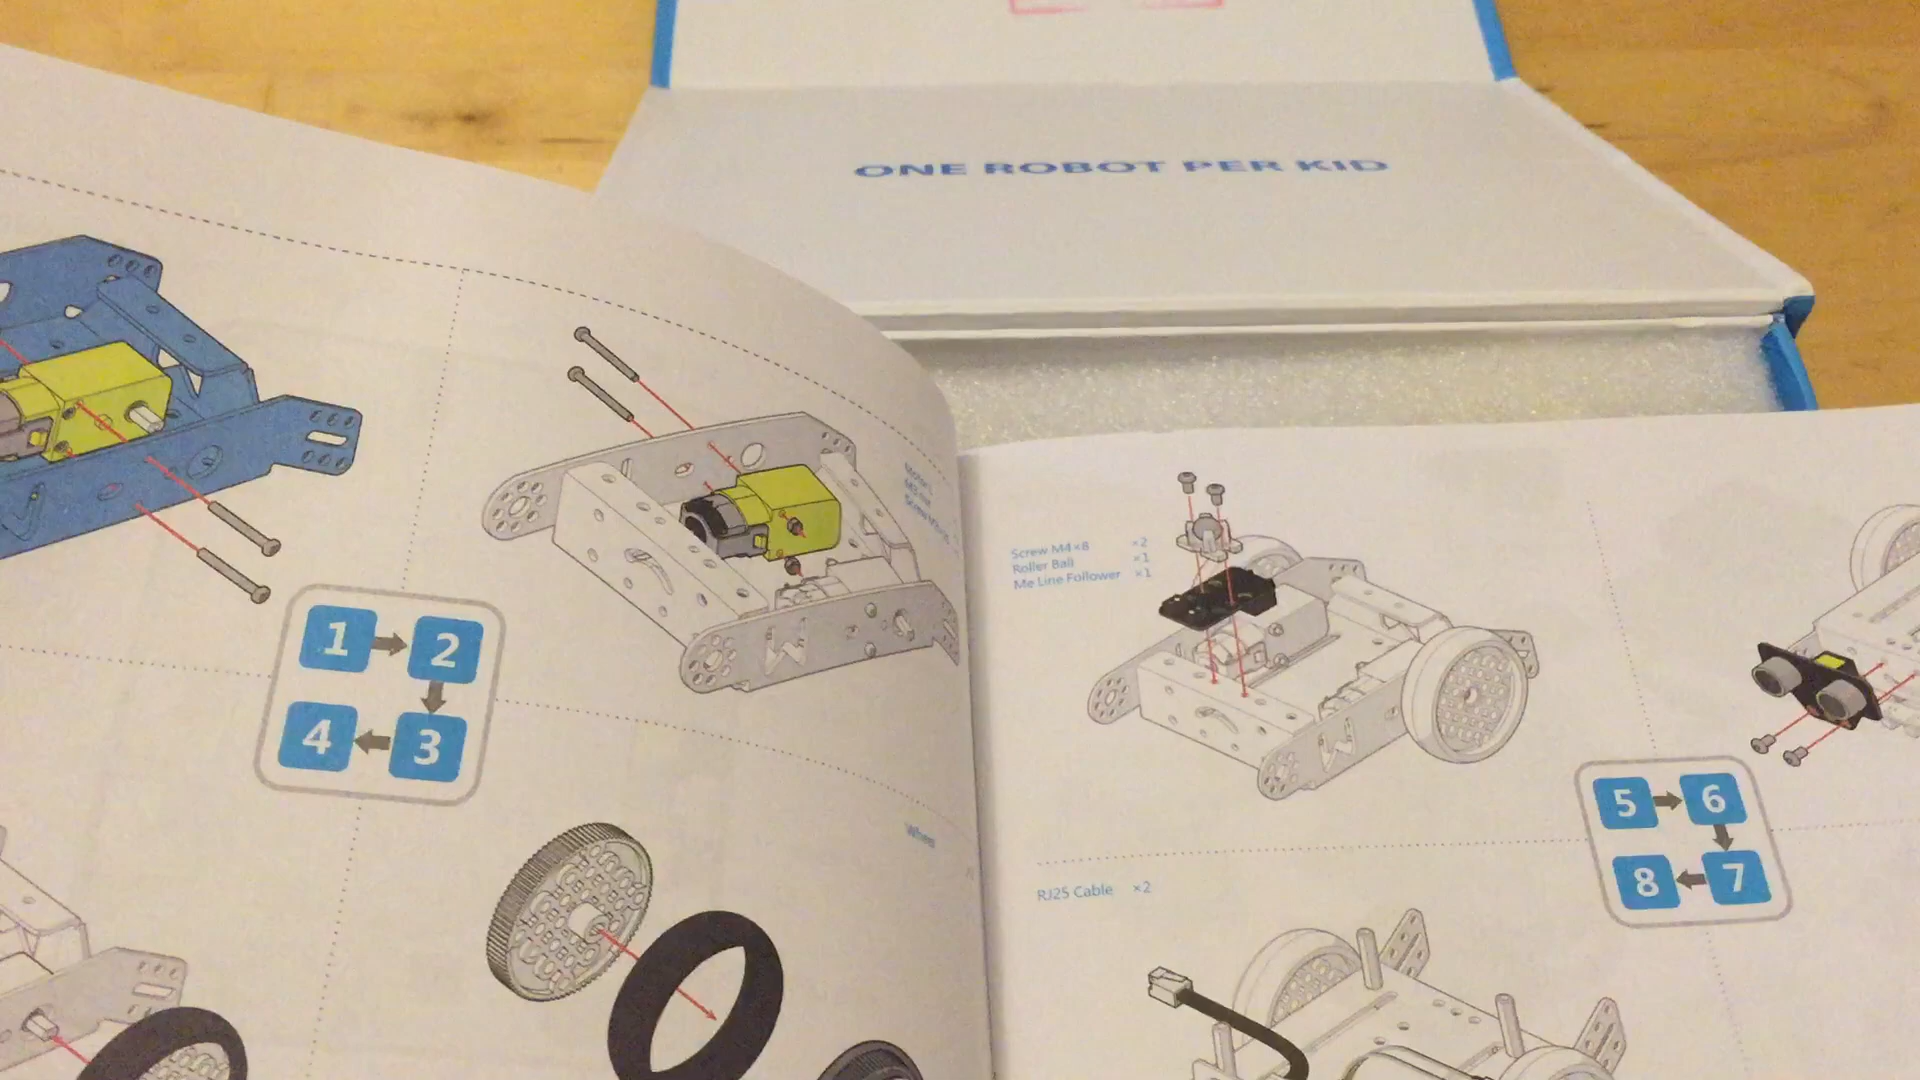 ONE ROBOT PER KID
1 2
4 3
Wheel
Screw M4×8 ×2
Roller Ball ×1
Me Line Follower ×1
5 6
8 7
RJ25 Cable ×2